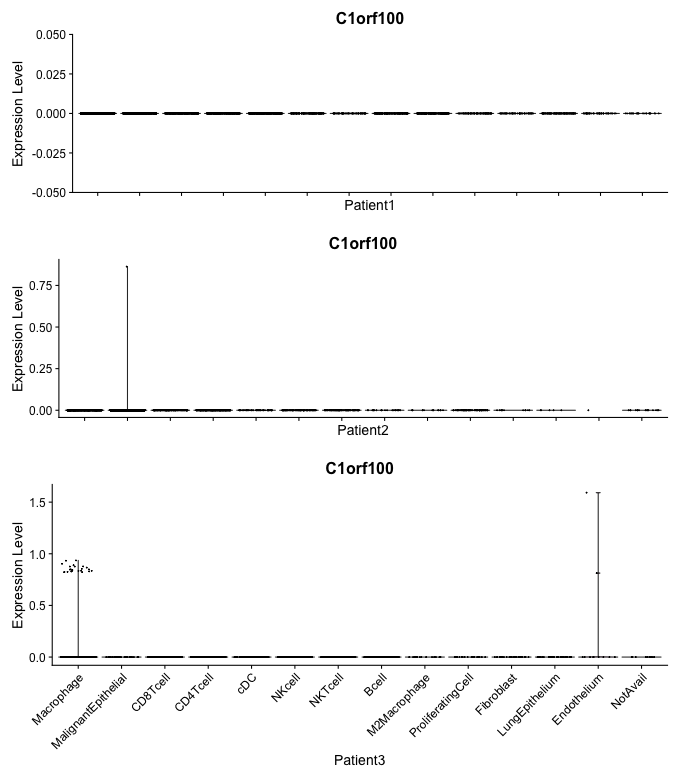 C1orf100
Expression Level
0.050
0.025
0.000
-0.025
-0.050
Patient1
C1orf100
Expression Level
0.75
0.50
0.25
0.00
Patient2
C1orf100
Expression Level
1.5
1.0
0.5
0.0
Macrophage
MalignantEpithelial
CD8Tcell
CD4Tcell
cDC
NKcell
NKTcell
Bcell
M2Macrophage
ProliferatingCell
Fibroblast
LungEpithelium
Endothelium
NotAvail
Patient3